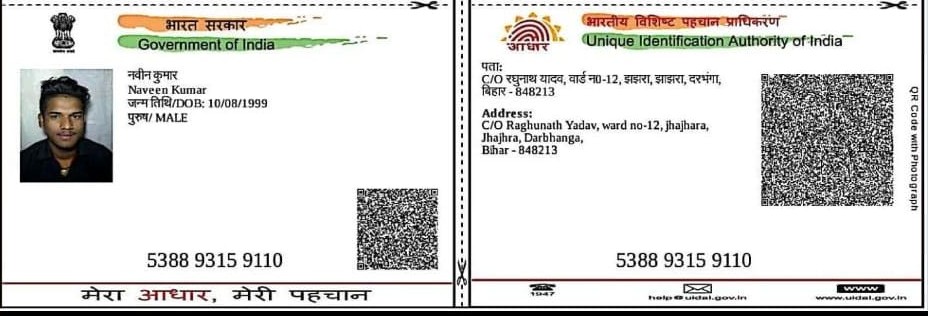 भारत सरकार
Government of India
नवीन कुमार
Naveen Kumar
जन्म तिथि/DOB: 10/08/1999
पुरुष/ MALE
5388 9315 9110
मेरा आधार, मेरी पहचान
भारतीय विशिष्ट पहचान प्राधिकरण
Unique Identification Authority of India
आधार
पता:
C/O रघुनाथ यादव, वार्ड न0-12, झझरा, झाझरा, दरभंगा,
बिहार - 848213
Address:
C/O Raghunath Yadav, ward no-12, jhajhara,
Jhajhra, Darbhanga,
Bihar - 848213
QR Code with Photograph
5388 9315 9110
1947
help@uidai.gov.in
www
www.uidai.gov.in